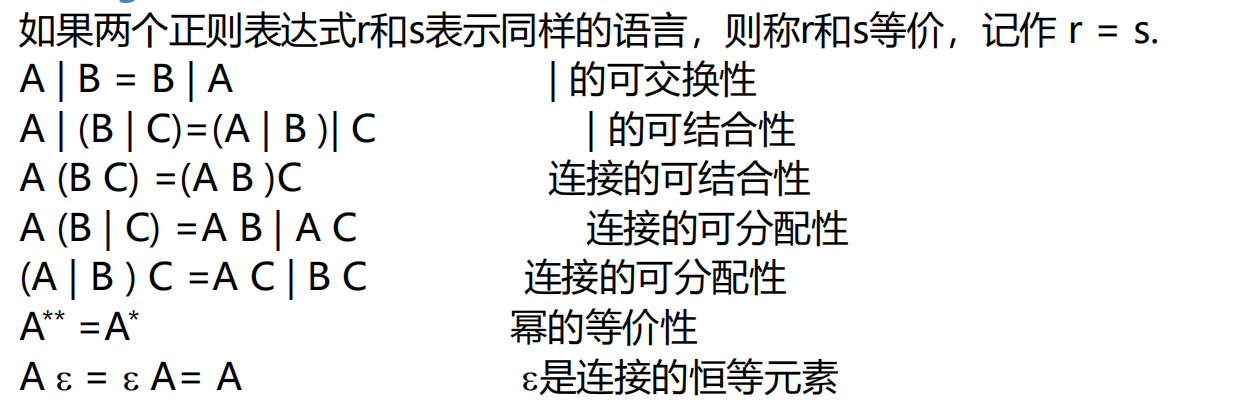 如果两个正则表达式r和s表示同样的语言，则称r和s等价，记作 r = s.
A | B = B | A | 的可交换性
A | (B | C)=(A | B )| C | 的可结合性
A (B C) =(A B )C 连接的可结合性
A (B | C) =A B | A C 连接的可分配性
(A | B ) C =A C | B C 连接的可分配性
A** =A* 幂的等价性
A ε = ε A= A ε是连接的恒等元素